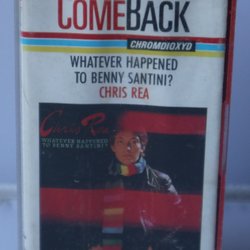 COMEBACK
CHROMDIOXYD
WHATEVER HAPPENED
TO BENNY SANTINI?
CHRIS REA
Chris Rea
WHATEVER HAPPENED
TO BENNY SANTINI?